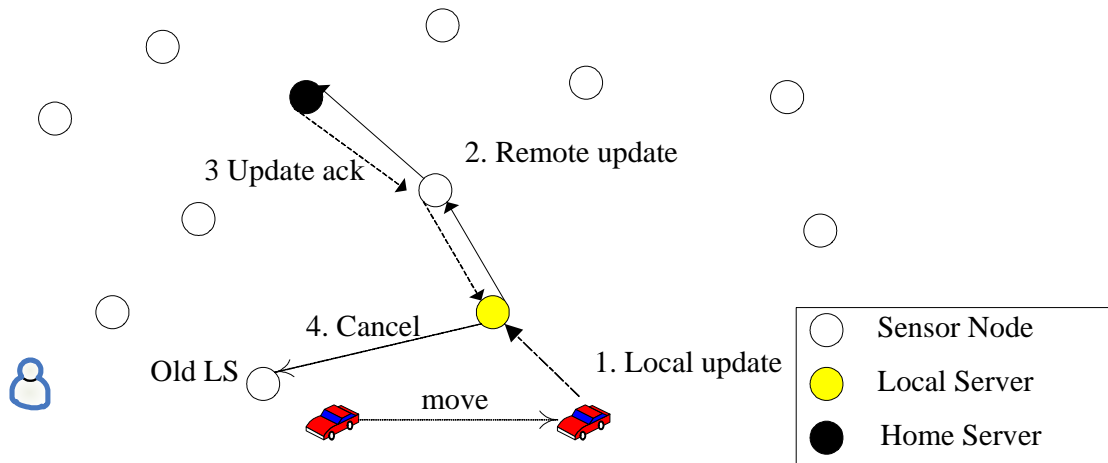 2. Remote update
3 Update ack
4. Cancel
Old LS
1. Local update
move
Sensor Node
Local Server
Home Server